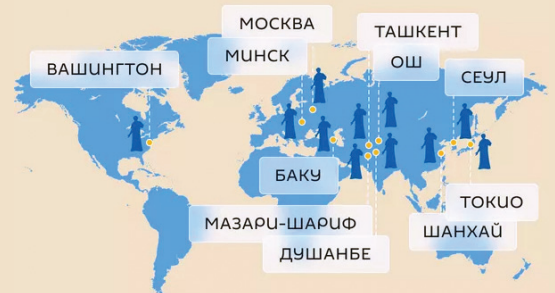 МОСКВА
ТАШКЕНТ
МИНСК
ОШ
ВАШИНГТОН
СЕУЛ
БАКУ
ТОКИО
МАЗАРИ-ШАРИФ
ШАНХАЙ
ДУШАНБЕ